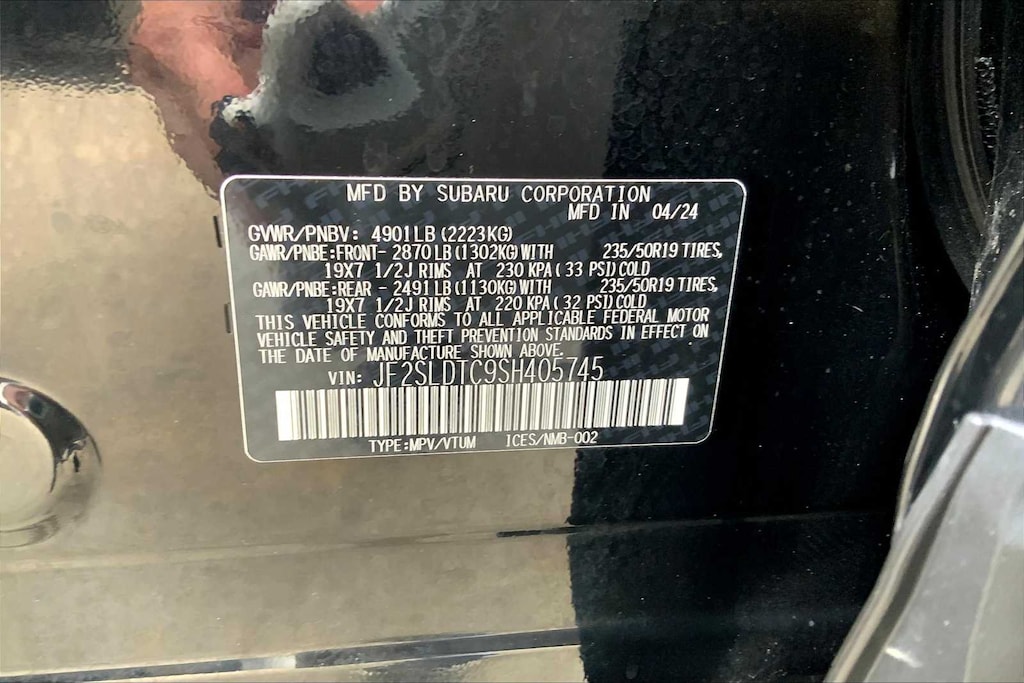 MFD BY SUBARU CORPORATION
MFD IN 04/24
GVWR/PNBV: 4901 LB (2223KG)
GAWR/PNBE:FRONT- 2870 LB (1302KG) WITH 235/50R19 TIRES,
19X7 1/2J RIMS AT 230 KPA ( 33 PSI) COLD
GAWR/PNBE:REAR - 2491 LB (1130KG) WITH 235/50R19 TIRES,
19X7 1/2J RIMS AT 220 KPA ( 32 PSI) COLD
THIS VEHICLE CONFORMS TO ALL APPLICABLE FEDERAL MOTOR
VEHICLE SAFETY AND THEFT PREVENTION STANDARDS IN EFFECT ON
THE DATE OF MANUFACTURE SHOWN ABOVE.
VIN: JF2SLDTC9SH405745
TYPE:MPV/VTUM ICES/NMB-002